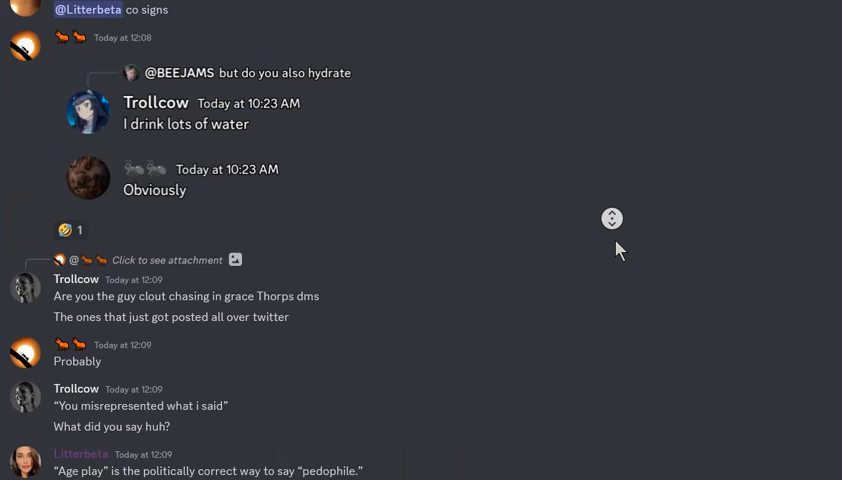 @Litterbeta co signs
Today at 12:08
@BEEJAMS but do you also hydrate
Trollcow Today at 10:23 AM
I drink lots of water
Today at 10:23 AM
Obviously
1
@ Click to see attachment
Trollcow Today at 12:09
Are you the guy clout chasing in grace Thorps dms
The ones that just got posted all over twitter
Today at 12:09
Probably
Trollcow Today at 12:09
“You misrepresented what i said”
What did you say huh?
Litterbeta Today at 12:09
“Age play” is the politically correct way to say “pedophile.”